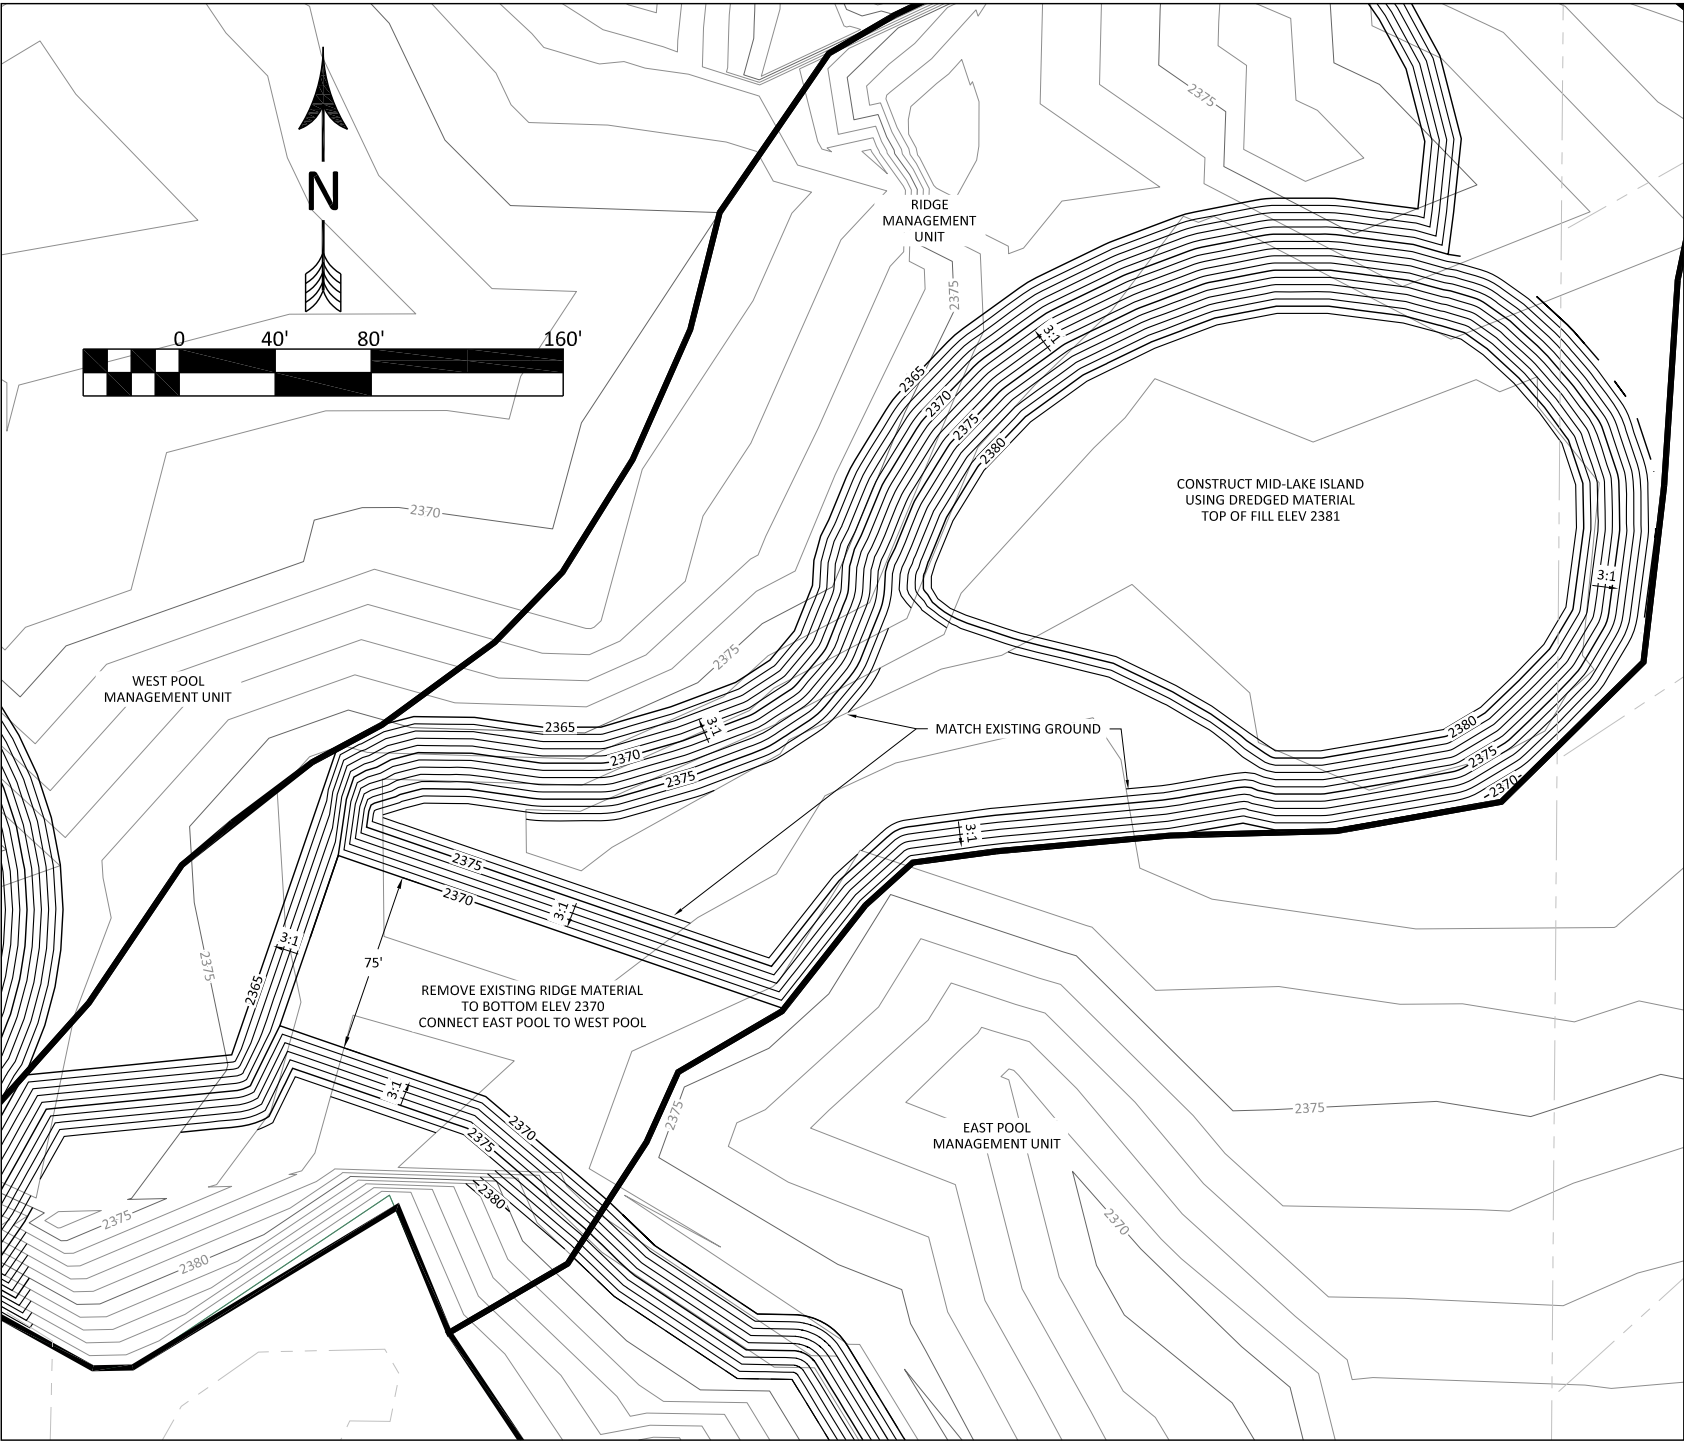 2375
N
RIDGE
MANAGEMENT
UNIT
2375
0 40' 80' 160'
3:1
2365
2370
2375
2380
CONSTRUCT MID-LAKE ISLAND
USING DREDGED MATERIAL
TOP OF FILL ELEV 2381
2370
3:1
2375
WEST POOL
MANAGEMENT UNIT
2365
3:1
2370
2375
MATCH EXISTING GROUND
2380
2375
2370
3:1
2375
2370
3:1
3:1
75'
2375
2365
REMOVE EXISTING RIDGE MATERIAL
TO BOTTOM ELEV 2370
CONNECT EAST POOL TO WEST POOL
3:1
2370
2375
2375
2375
EAST POOL
MANAGEMENT UNIT
2380
2375
2370
2380